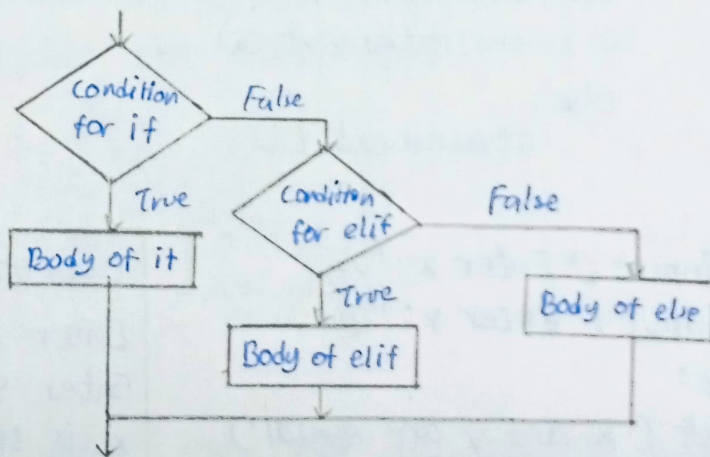 Condition
for if
False
True
Body of it
Condition
for elif
False
True
Body of elif
Body of else